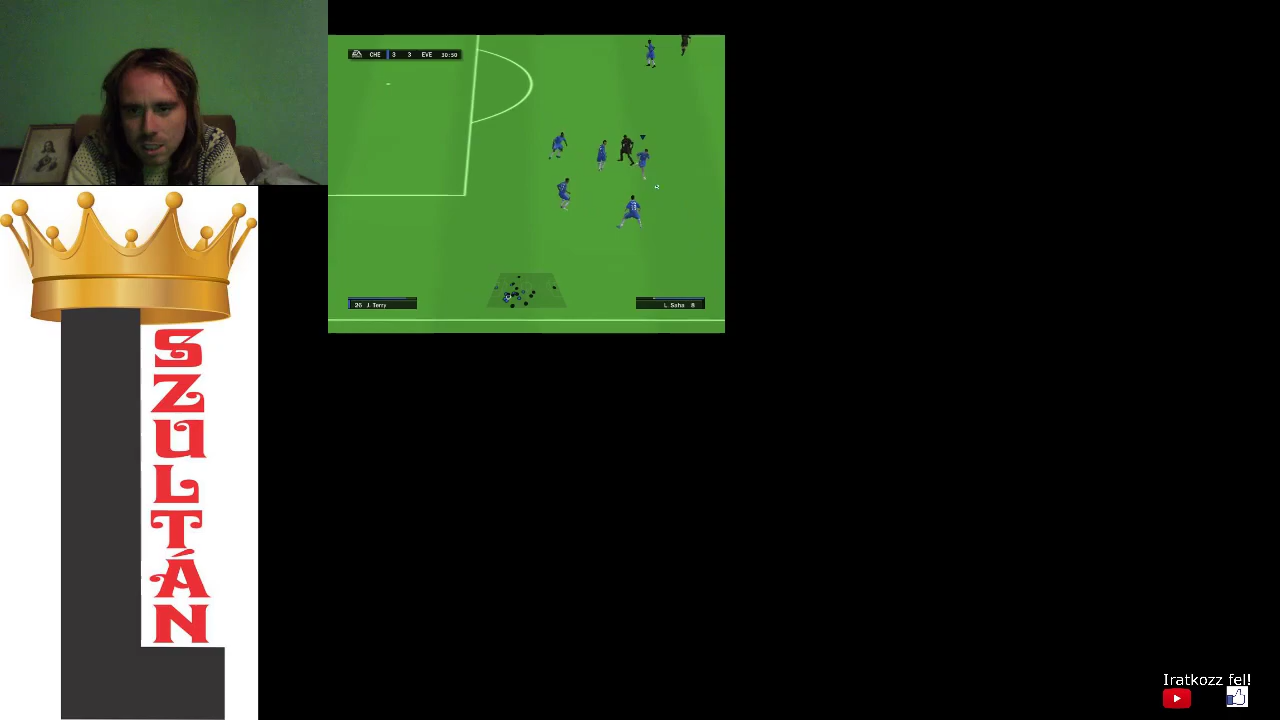 CHE 3 3 EVE 30:50
26 J. Terry
L. Saha 8
L
SZULTÁN
Iratkozz fel!